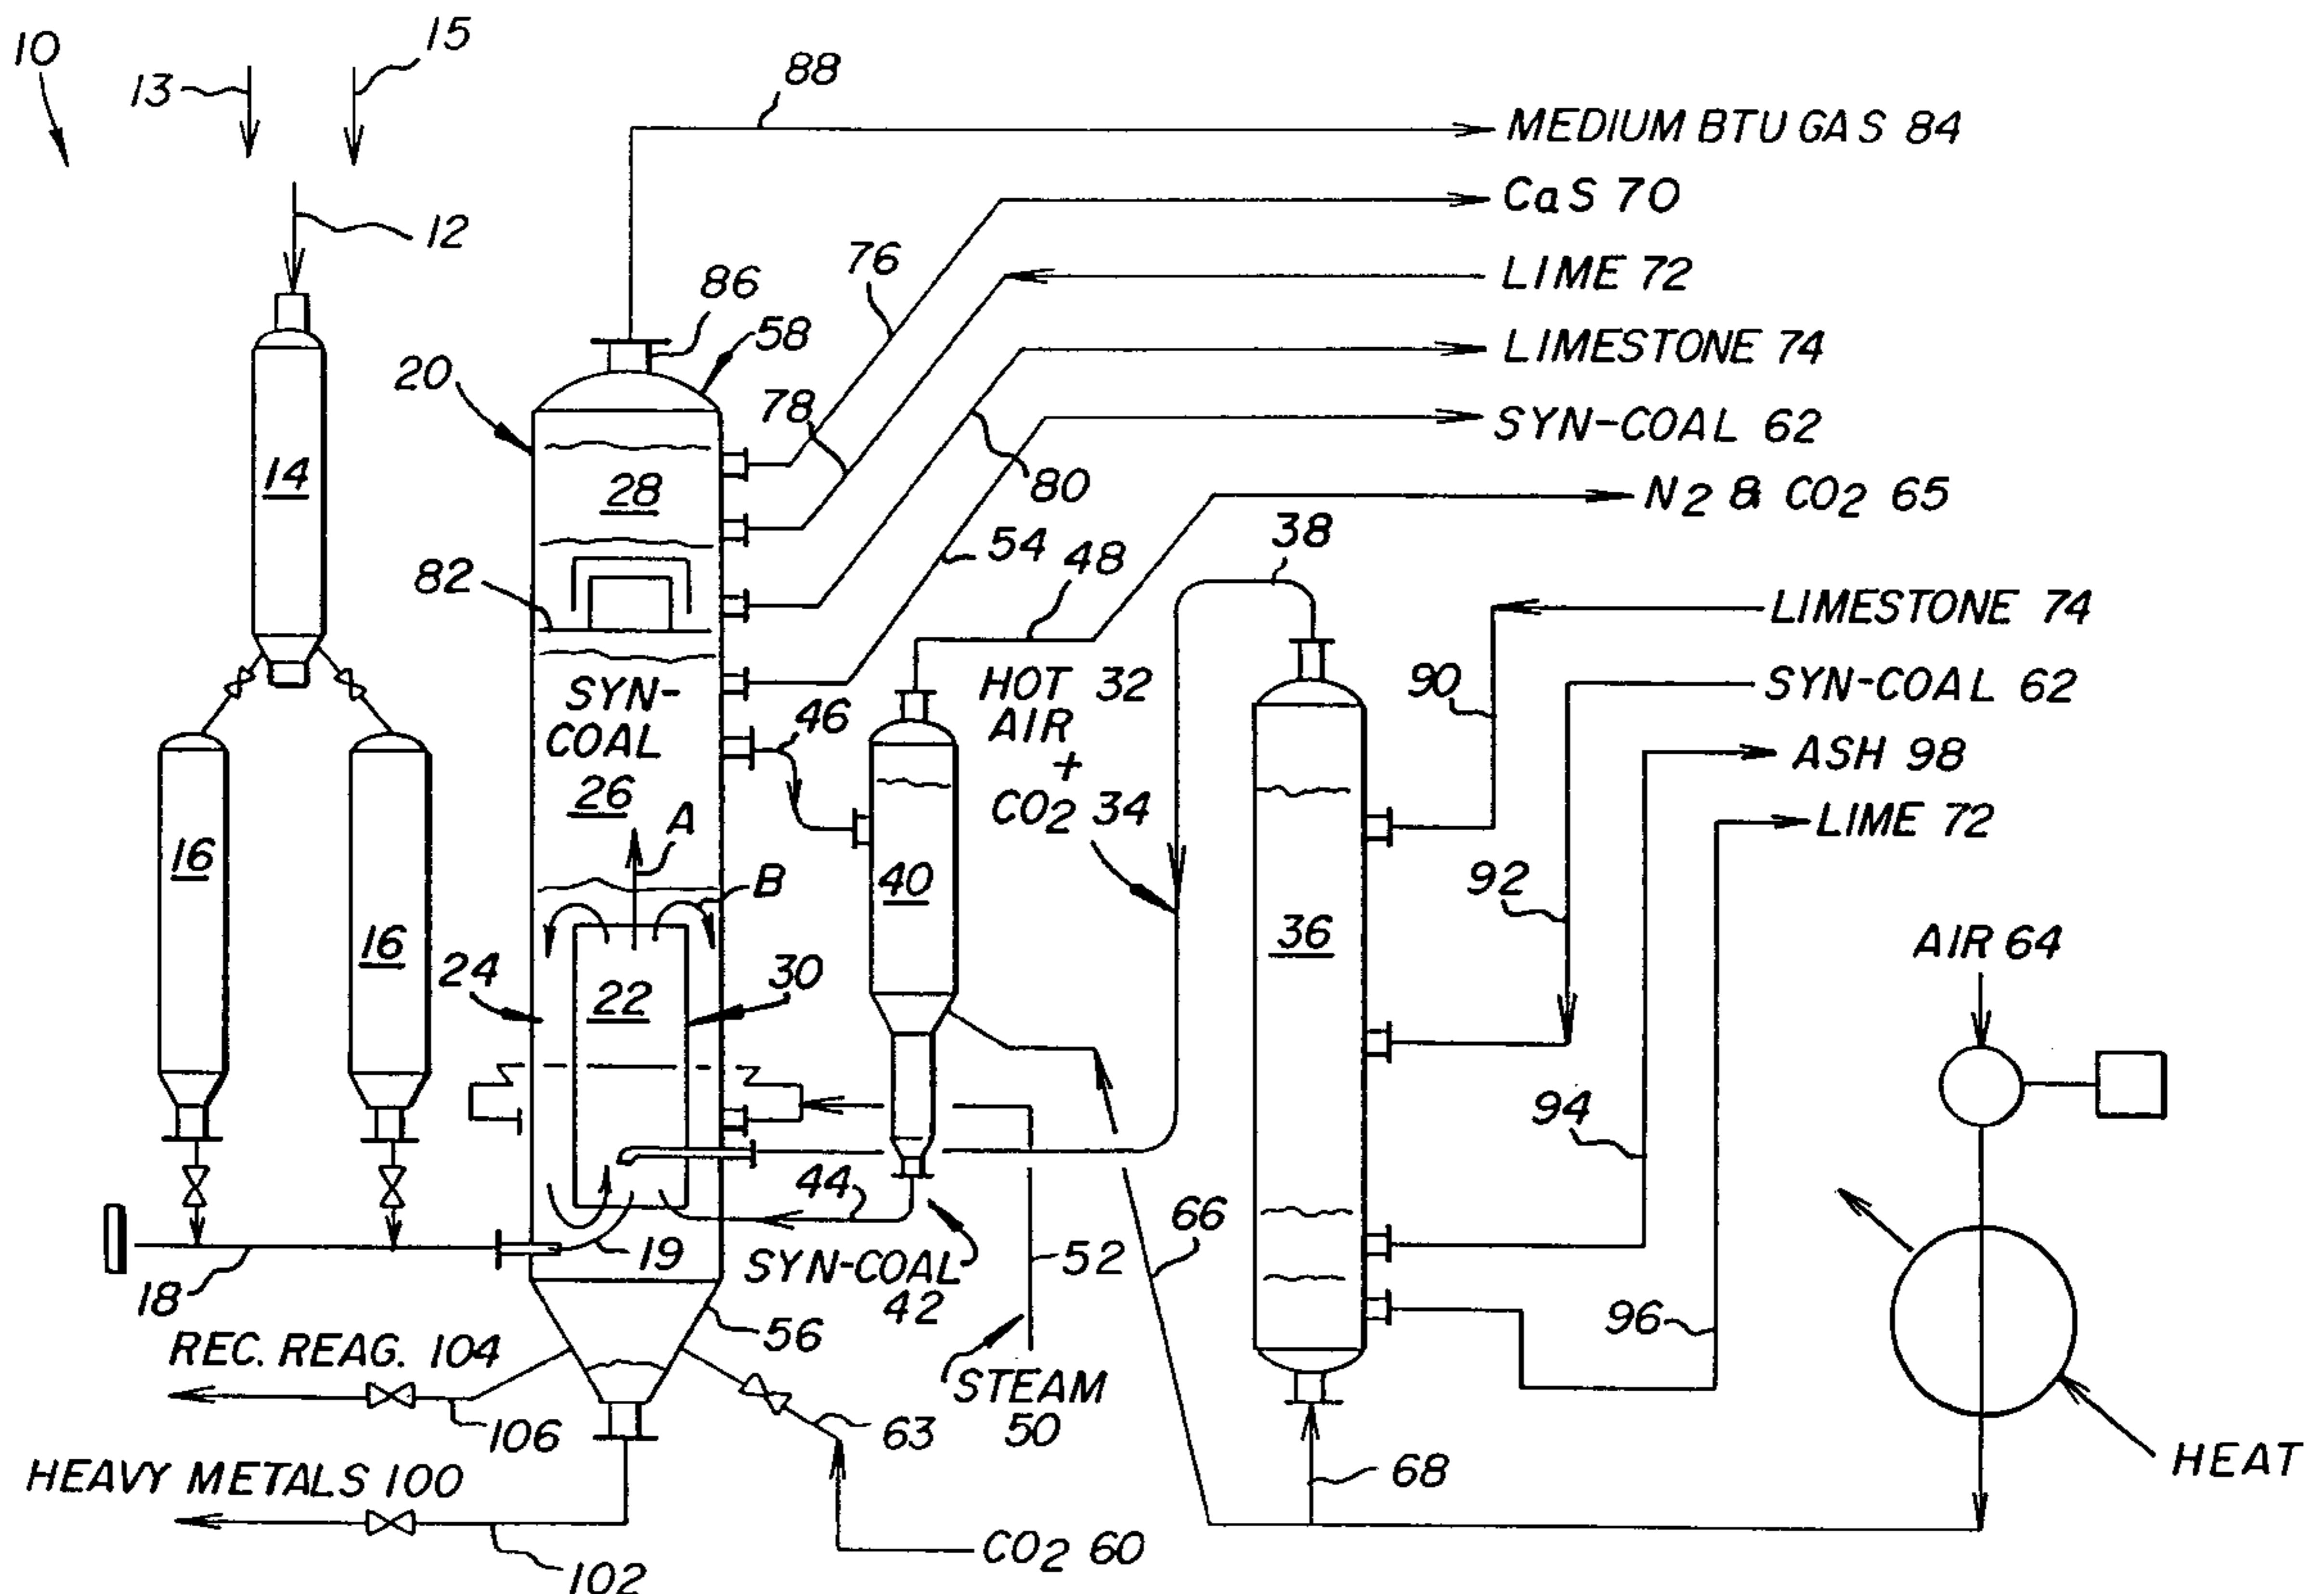 10
13
15
12
88
MEDIUM BTU GAS 84
CaS 70
76
LIME 72
86
58
LIMESTONE 74
20
78
SYN-COAL 62
14
28
80
N2 & CO2 65
54
48
38
82
LIMESTONE 74
SYN-
COAL
26
46
HOT 32
AIR
+
CO2 34
90
SYN-COAL 62
ASH 98
LIME 72
16
A
B
40
92
16
36
AIR 64
24
22
30
94
44
66
18
19
SYN-COAL
42
52
56
96
REC. REAG. 104
STEAM
50
106
63
HEAT
HEAVY METALS 100
68
CO2 60
102